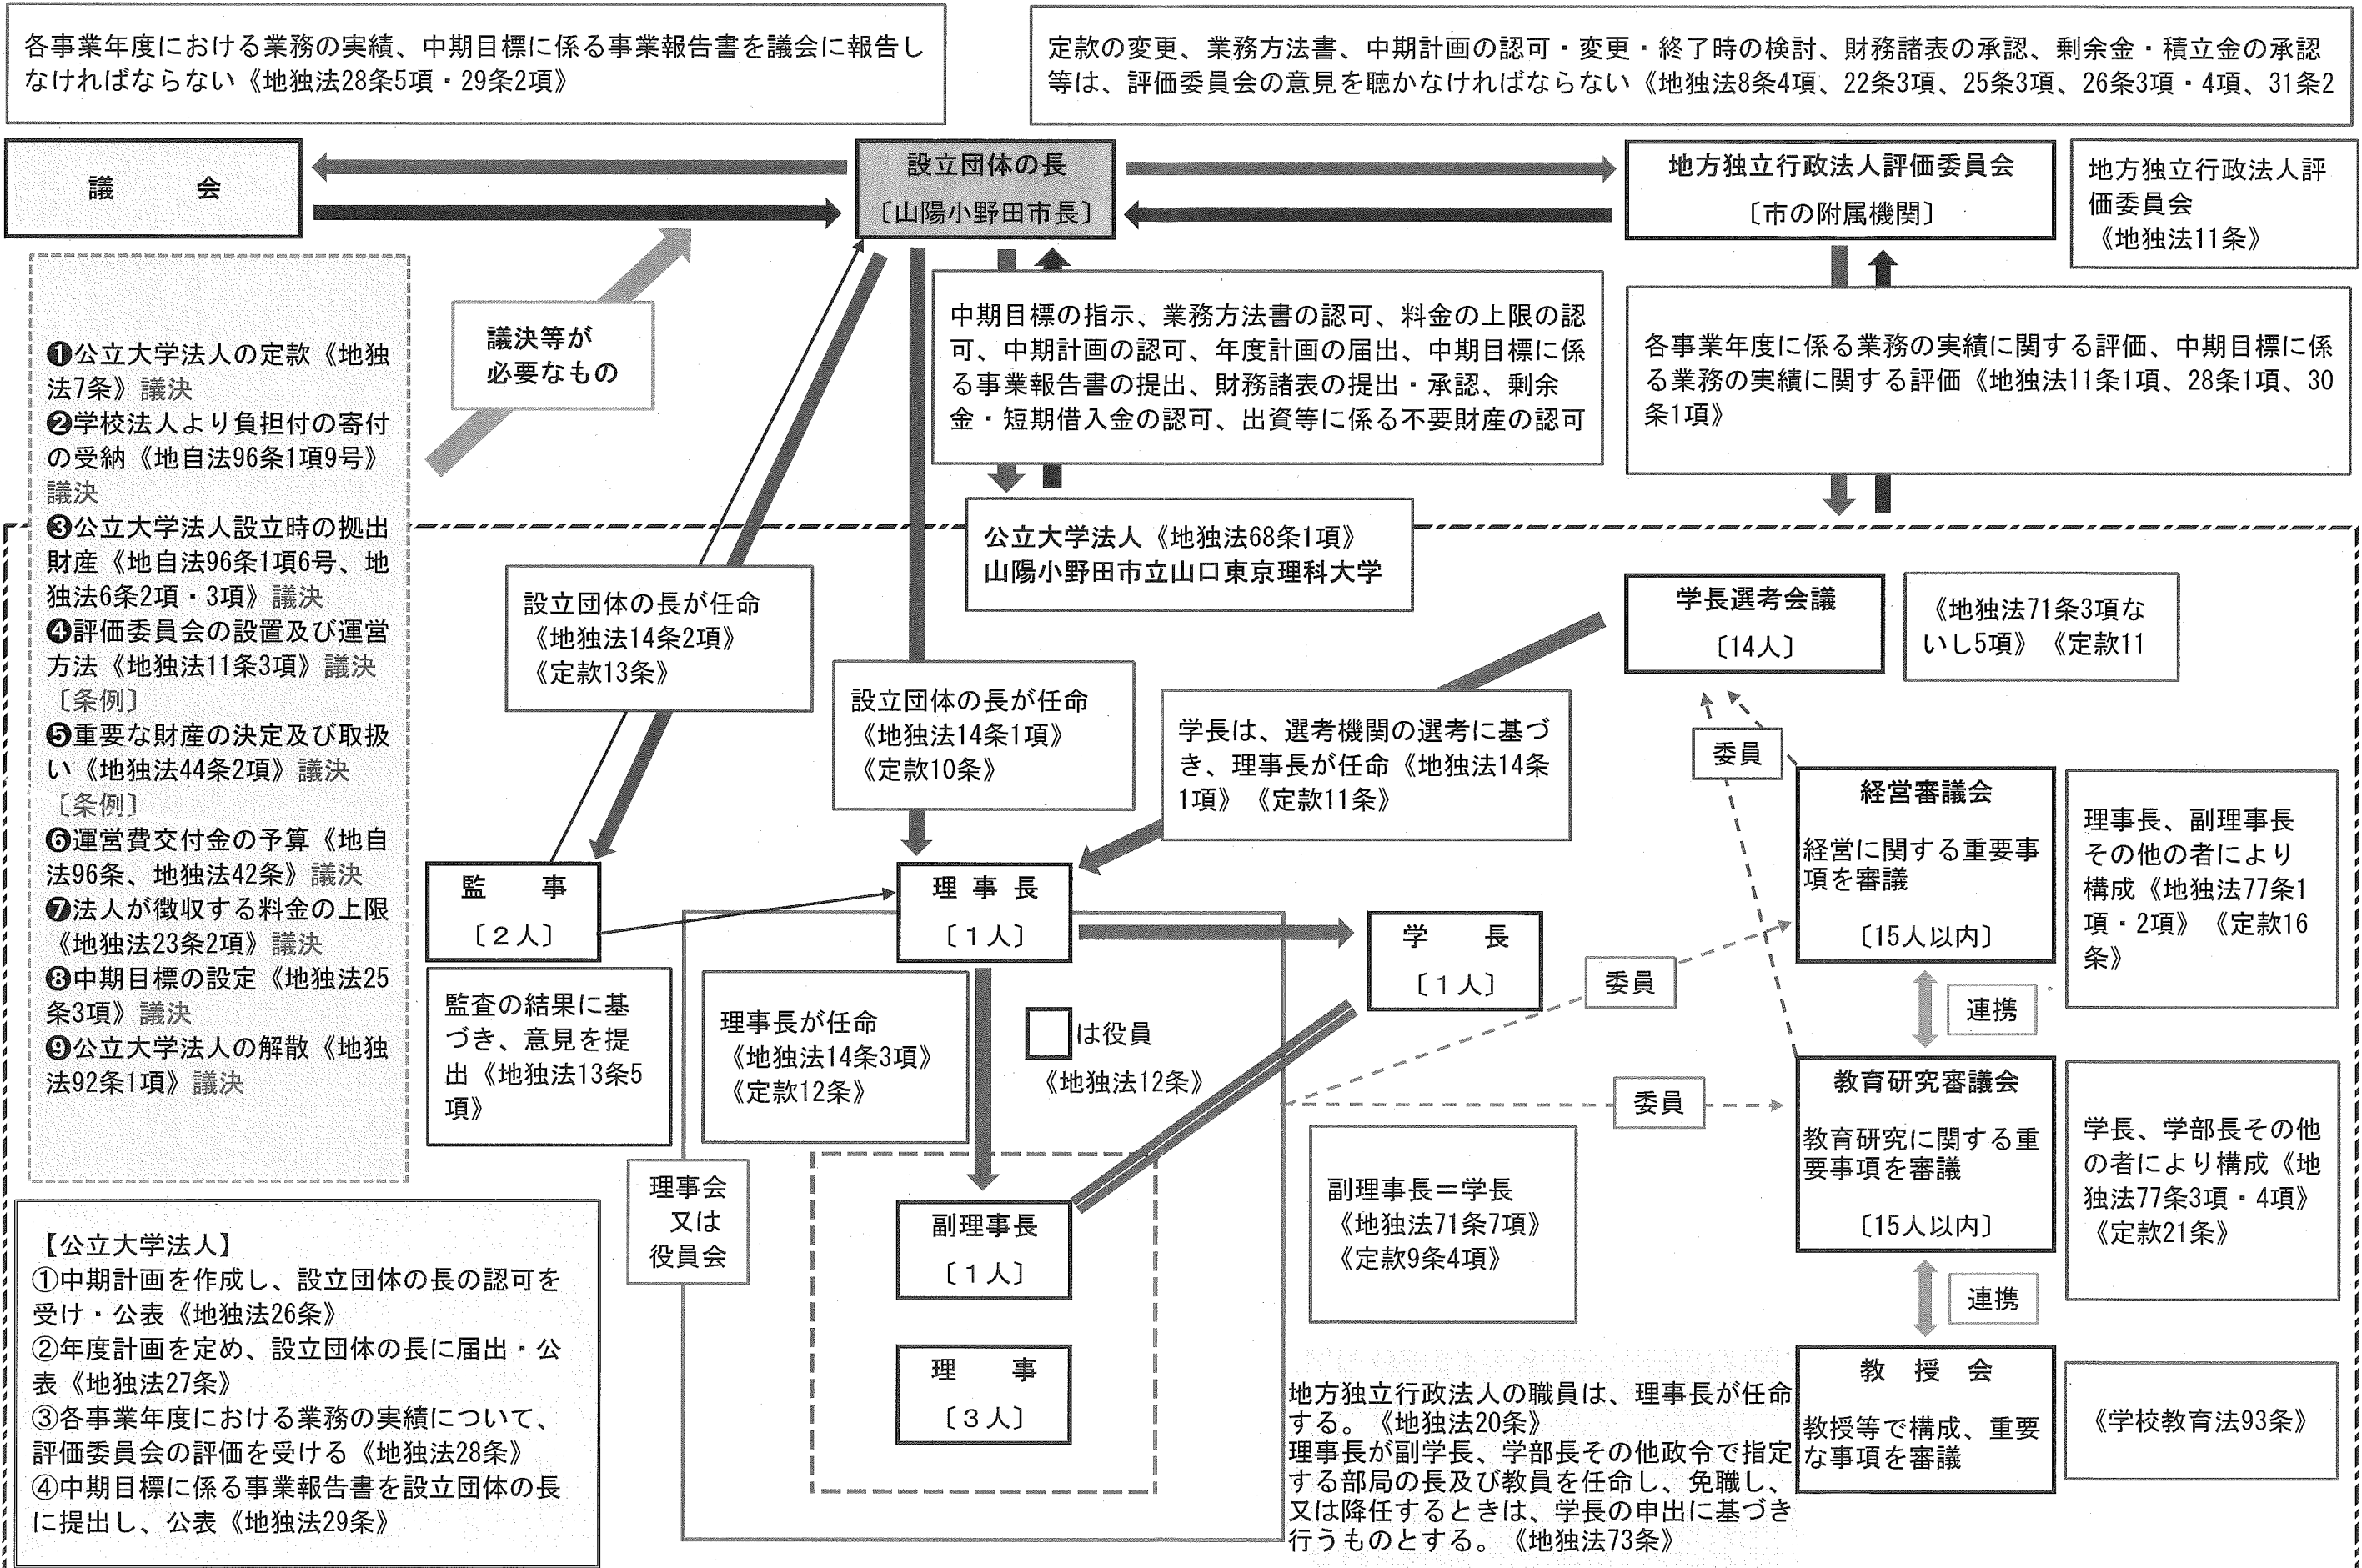 各事業年度における業務の実績、中期目標に係る事業報告書を議会に報告し
なければならない《地独法28条5項・29条2項》
定款の変更、業務方法書、中期計画の認可・変更・終了時の検討、財務諸表の承認、剰余金・積立金の承認
等は、評価委員会の意見を聴かなければならない《地独法8条4項、22条3項、25条3項、26条3項・4項、31条2
議　会
設立団体の長
〔山陽小野田市長〕
地方独立行政法人評価委員会
〔市の附属機関〕
地方独立行政法人評
価委員会
《地独法11条》
❶公立大学法人の定款《地独
法7条》議決
❷学校法人より負担付の寄付
の受納《地自法96条1項9号》
議決
❸公立大学法人設立時の拠出
財産《地自法96条1項6号、地
独法6条2項・3項》議決
❹評価委員会の設置及び運営
方法《地独法11条3項》議決
〔条例〕
❺重要な財産の決定及び取扱
い《地独法44条2項》議決
〔条例〕
❻運営費交付金の予算《地自
法96条、地独法42条》議決
❼法人が徴収する料金の上限
《地独法23条2項》議決
❽中期目標の設定《地独法25
条3項》議決
❾公立大学法人の解散《地独
法92条1項》議決
議決等が
必要なもの
中期目標の指示、業務方法書の認可、料金の上限の認
可、中期計画の認可、年度計画の届出、中期目標に係
る事業報告書の提出、財務諸表の提出・承認、剰余
金・短期借入金の認可、出資等に係る不要財産の認可
各事業年度に係る業務の実績に関する評価、中期目標に係
る業務の実績に関する評価《地独法11条1項、28条1項、30
条1項》
公立大学法人《地独法68条1項》
山陽小野田市立山口東京理科大学
設立団体の長が任命
《地独法14条2項》
《定款13条》
設立団体の長が任命
《地独法14条1項》
《定款10条》
学長は、選考機関の選考に基づ
き、理事長が任命《地独法14条
1項》《定款11条》
学長選考会議
〔14人〕
《地独法71条3項な
いし5項》《定款11
委員
経営審議会
経営に関する重要事
項を審議
〔15人以内〕
理事長、副理事長
その他の者により
構成《地独法77条1
項・2項》《定款16
条》
監　事
〔２人〕
理 事 長
〔１人〕
学　長
〔１人〕
委員
連携
監査の結果に基
づき、意見を提
出《地独法13条5
項》
理事長が任命
《地独法14条3項》
《定款12条》
は役員
《地独法12条》
委員
教育研究審議会
教育研究に関する重
要事項を審議
〔15人以内〕
学長、学部長その他
の者により構成《地
独法77条3項・4項》
《定款21条》
理事会
又は
役員会
副理事長
〔１人〕
副理事長＝学長
《地独法71条7項》
《定款9条4項》
連携
理　事
〔３人〕
教 授 会
教授等で構成、重要
な事項を審議
《学校教育法93条》
【公立大学法人】
①中期計画を作成し、設立団体の長の認可を
受け・公表《地独法26条》
②年度計画を定め、設立団体の長に届出・公
表《地独法27条》
③各事業年度における業務の実績について、
評価委員会の評価を受ける《地独法28条》
④中期目標に係る事業報告書を設立団体の長
に提出し、公表《地独法29条》
地方独立行政法人の職員は、理事長が任命
する。《地独法20条》
理事長が副学長、学部長その他政令で指定
する部局の長及び教員を任命し、免職し、
又は降任するときは、学長の申出に基づき
行うものとする。《地独法73条》